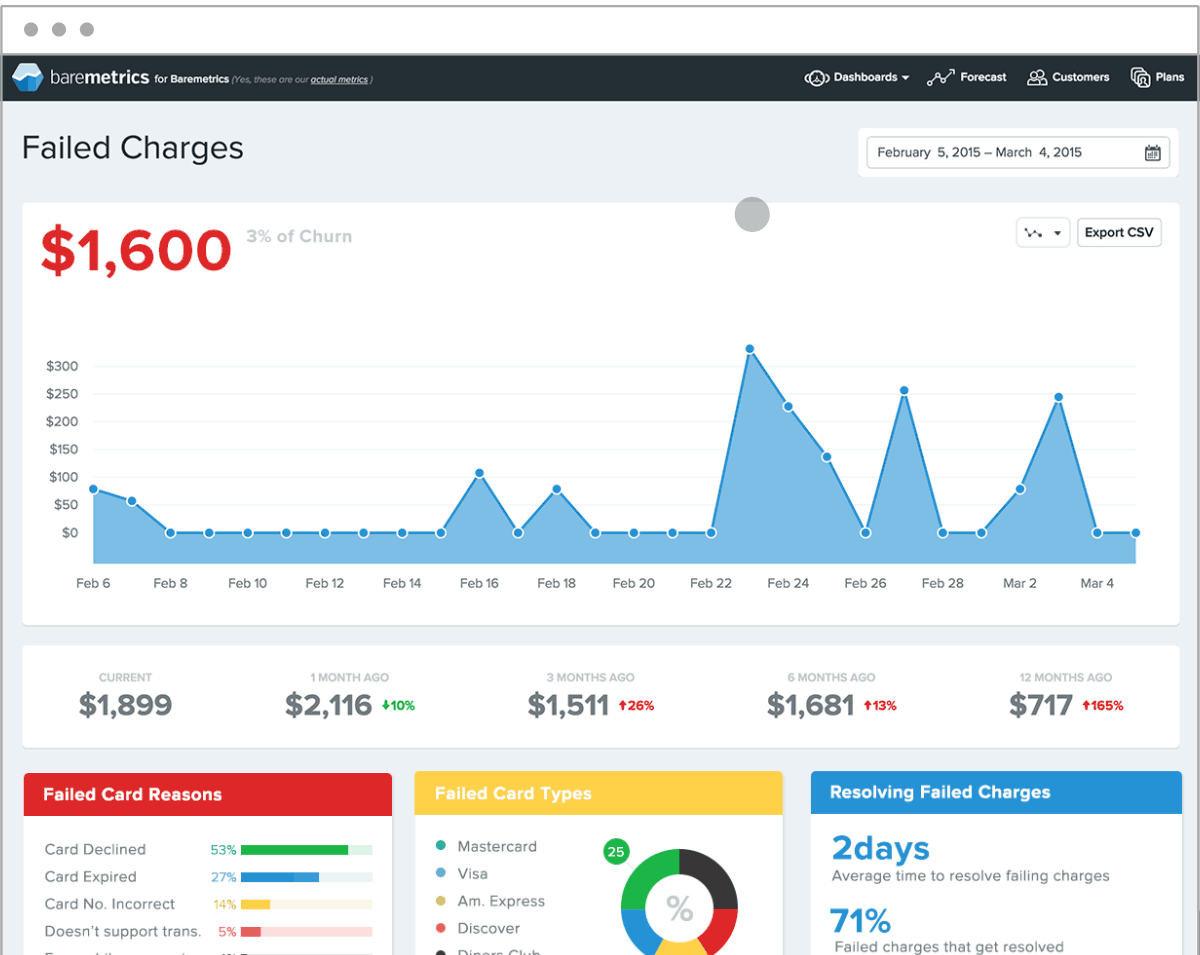 baremetrics for Baremetrics (Yes, these are our actual metrics )
Dashboards
Forecast
Customers
Plans
Failed Charges
February 5, 2015 – March 4, 2015
$1,600
3% of Churn
Export CSV
$300
$250
$200
$150
$100
$50
$0
Feb 6 Feb 8 Feb 10 Feb 12 Feb 14 Feb 16 Feb 18 Feb 20 Feb 22 Feb 24 Feb 26 Feb 28 Mar 2 Mar 4
CURRENT
$1,899
1 MONTH AGO
$2,116 10%
3 MONTHS AGO
$1,511 26%
6 MONTHS AGO
$1,681 13%
12 MONTHS AGO
$717 165%
Failed Card Reasons
Card Declined 53%
Card Expired 27%
Card No. Incorrect 14%
Doesn't support trans. 5%
Failed Card Types
Mastercard
Visa
Am. Express
Discover
Diners Club
25
%
Resolving Failed Charges
2days
Average time to resolve failing charges
71%
Failed charges that get resolved